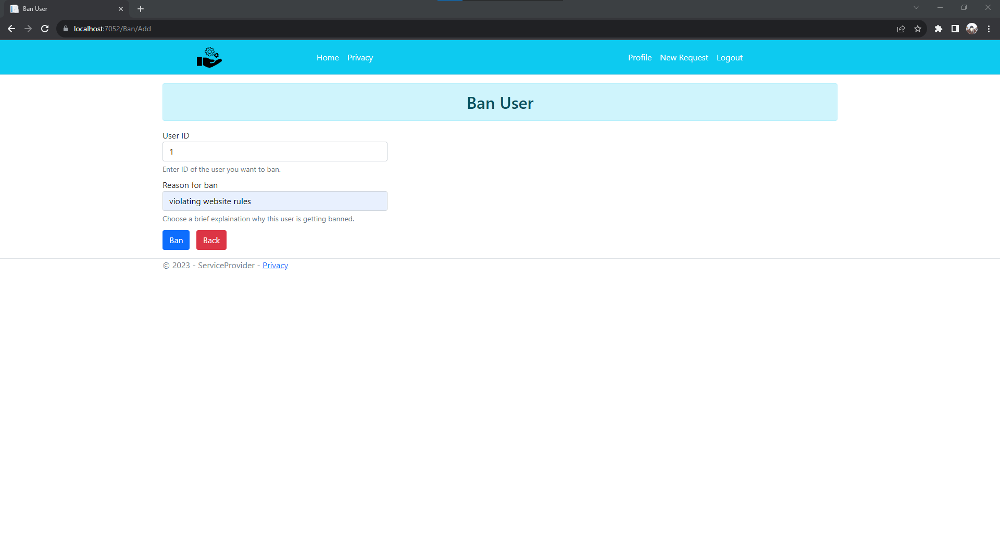 Ban User
localhost:7052/Ban/Add
Home Privacy Profile New Request Logout
Ban User
User ID
1
Enter ID of the user you want to ban.
Reason for ban
violating website rules
Choose a brief explaination why this user is getting banned.
Ban Back
© 2023 - ServiceProvider - Privacy